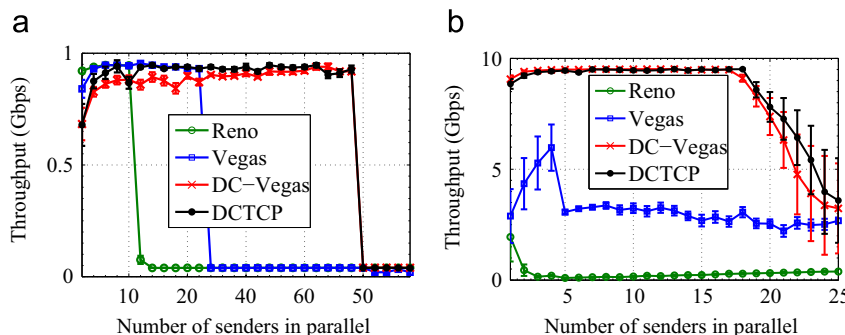 a
Throughput (Gbps)
1
0.5
0
Reno
Vegas
DC-Vegas
DCTCP
10 20 40 60 50
Number of senders in parallel
b
Throughput (Gbps)
10
5
0
Reno
Vegas
DC-Vegas
DCTCP
5 10 15 20 25
Number of senders in parallel